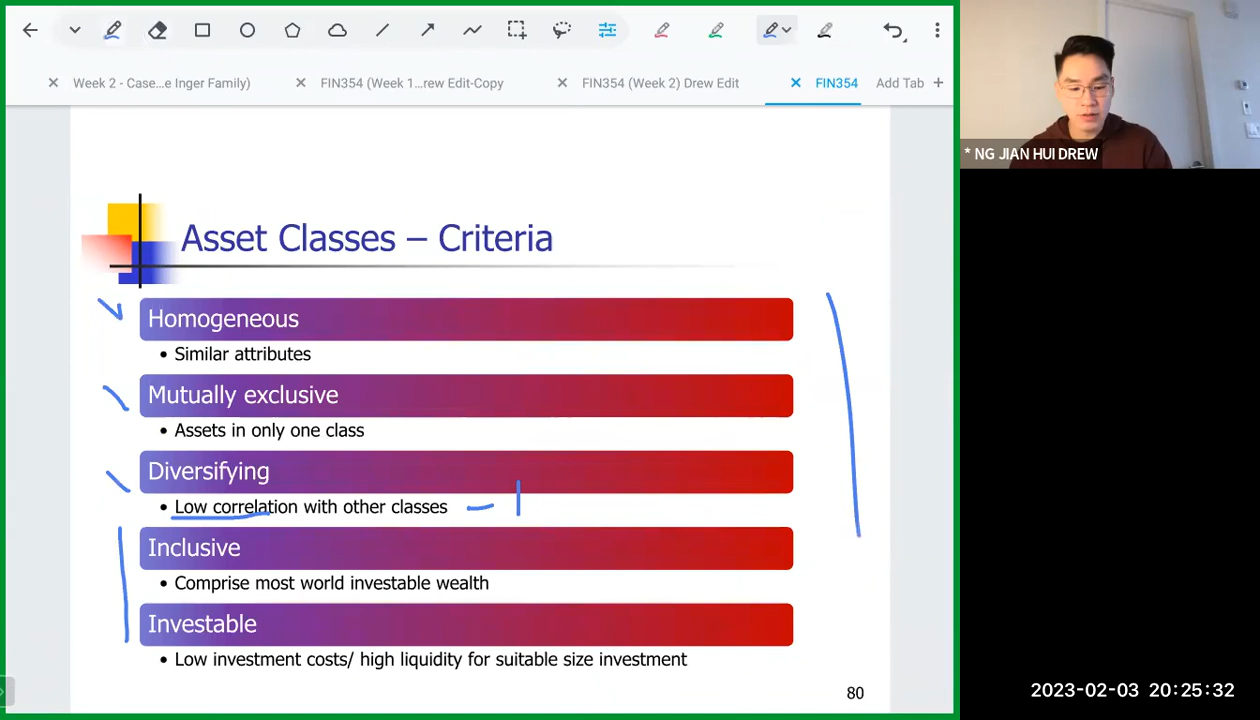 Week 2 - Case...e Inger Family)
FIN354 (Week 1...rew Edit-Copy
FIN354 (Week 2) Drew Edit
FIN354
Add Tab +
* NG JIAN HUI DREW
Asset Classes – Criteria
Homogeneous
• Similar attributes
Mutually exclusive
• Assets in only one class
Diversifying
• Low correlation with other classes
Inclusive
• Comprise most world investable wealth
Investable
• Low investment costs/ high liquidity for suitable size investment
80
2023-02-03 20:25:32